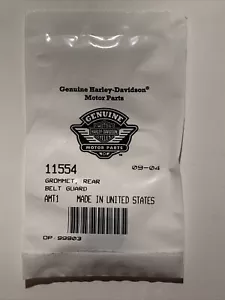 Genuine Harley-Davidson®
Motor Parts
GENUINE
HARLEY-DAVIDSON
MOTOR PARTS
11554 09-04
GROMMET, REAR
BELT GUARD
AMT1 MADE IN UNITED STATES
DP.99803